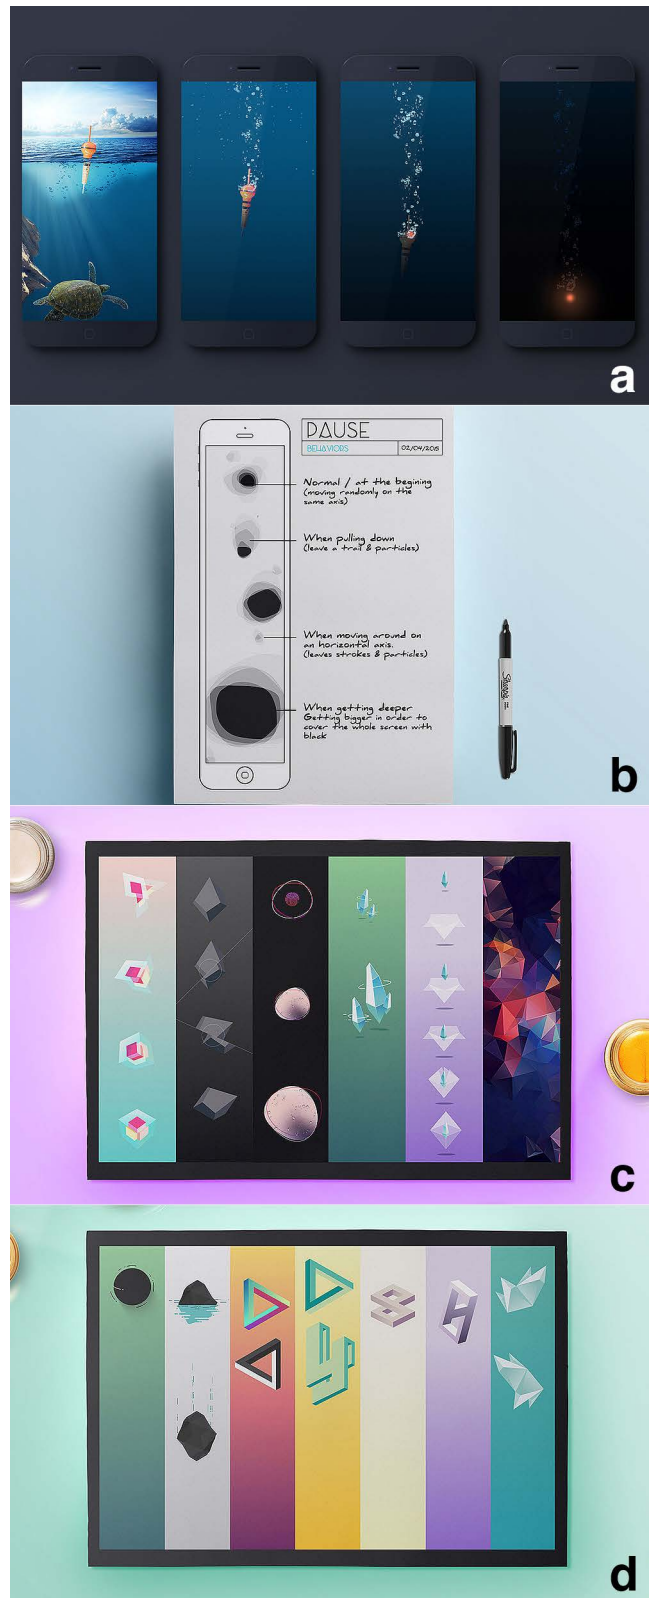 a
PAUSE
BEHAVIORS
02/04/2015
Normal / at the begining
(moving randomly on the
same axis)
When pulling down
(leave a trail & particles)
When moving around on
an horizontal axis.
(leaves strokes & particles)
When getting deeper
Getting bigger in order to
cover the whole screen with
black
Sharpie
b
c
d